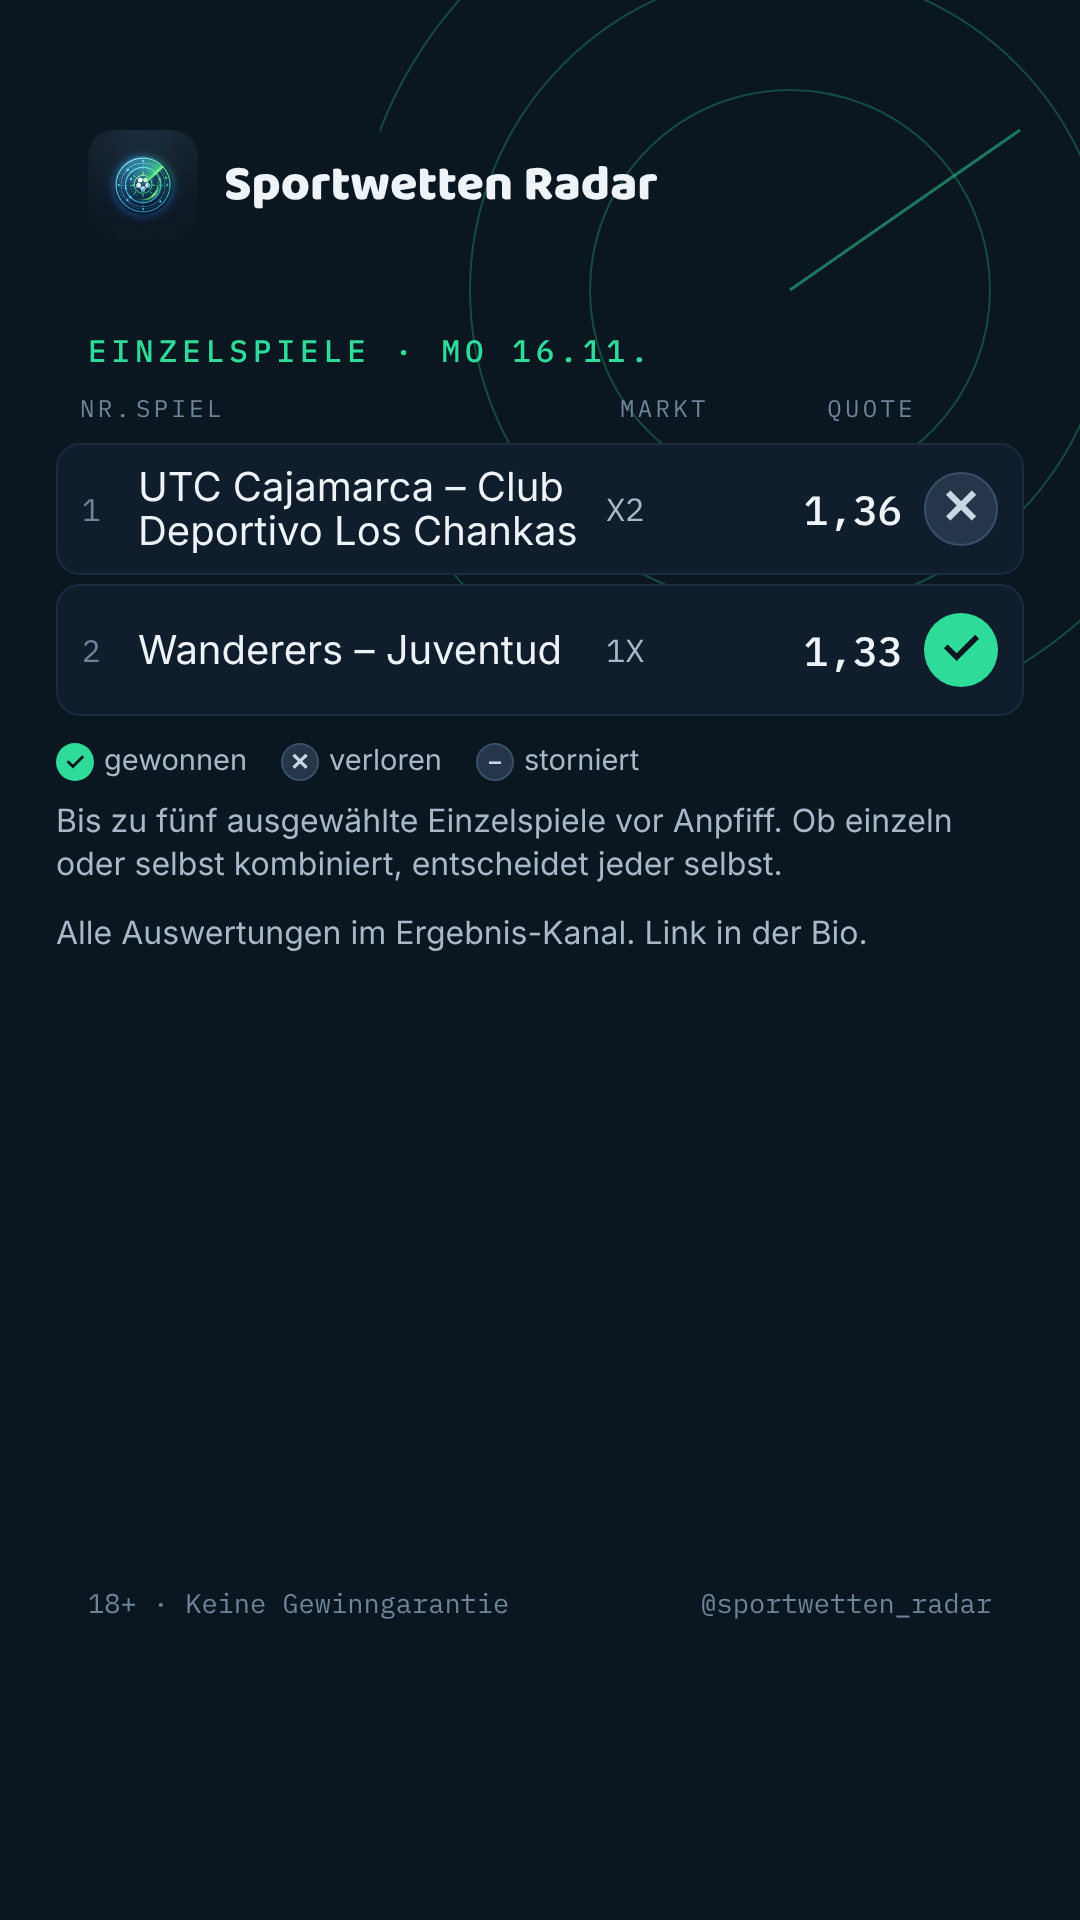 Sportwetten Radar
EINZELSPIELE · MO 16.11.
NR. SPIEL MARKT QUOTE
1 UTC Cajamarca – Club Deportivo Los Chankas X2 1,36 ✕
2 Wanderers – Juventud 1X 1,33 ✓
✓ gewonnen ✕ verloren – storniert
Bis zu fünf ausgewählte Einzelspiele vor Anpfiff. Ob einzeln
oder selbst kombiniert, entscheidet jeder selbst.
Alle Auswertungen im Ergebnis-Kanal. Link in der Bio.
18+ · Keine Gewinngarantie @sportwetten_radar